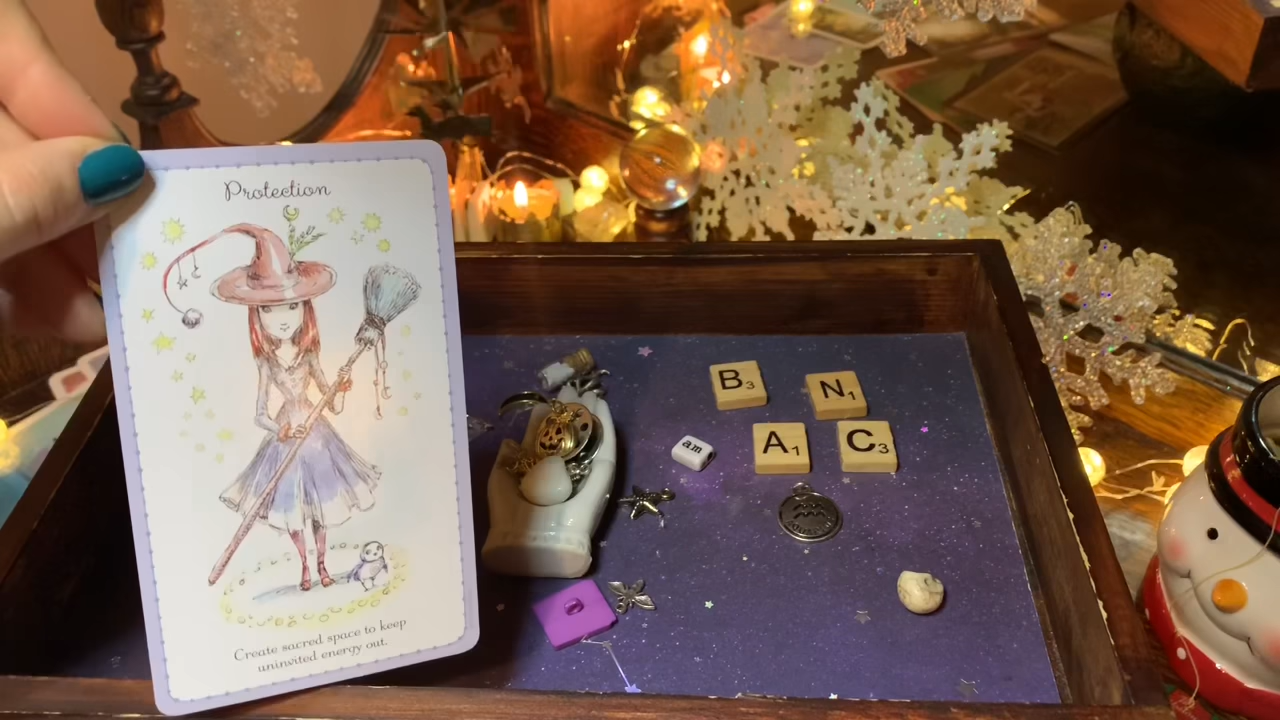 Protection
Create sacred space to keep
uninvited energy out.
B3
N1
am
A1
C3